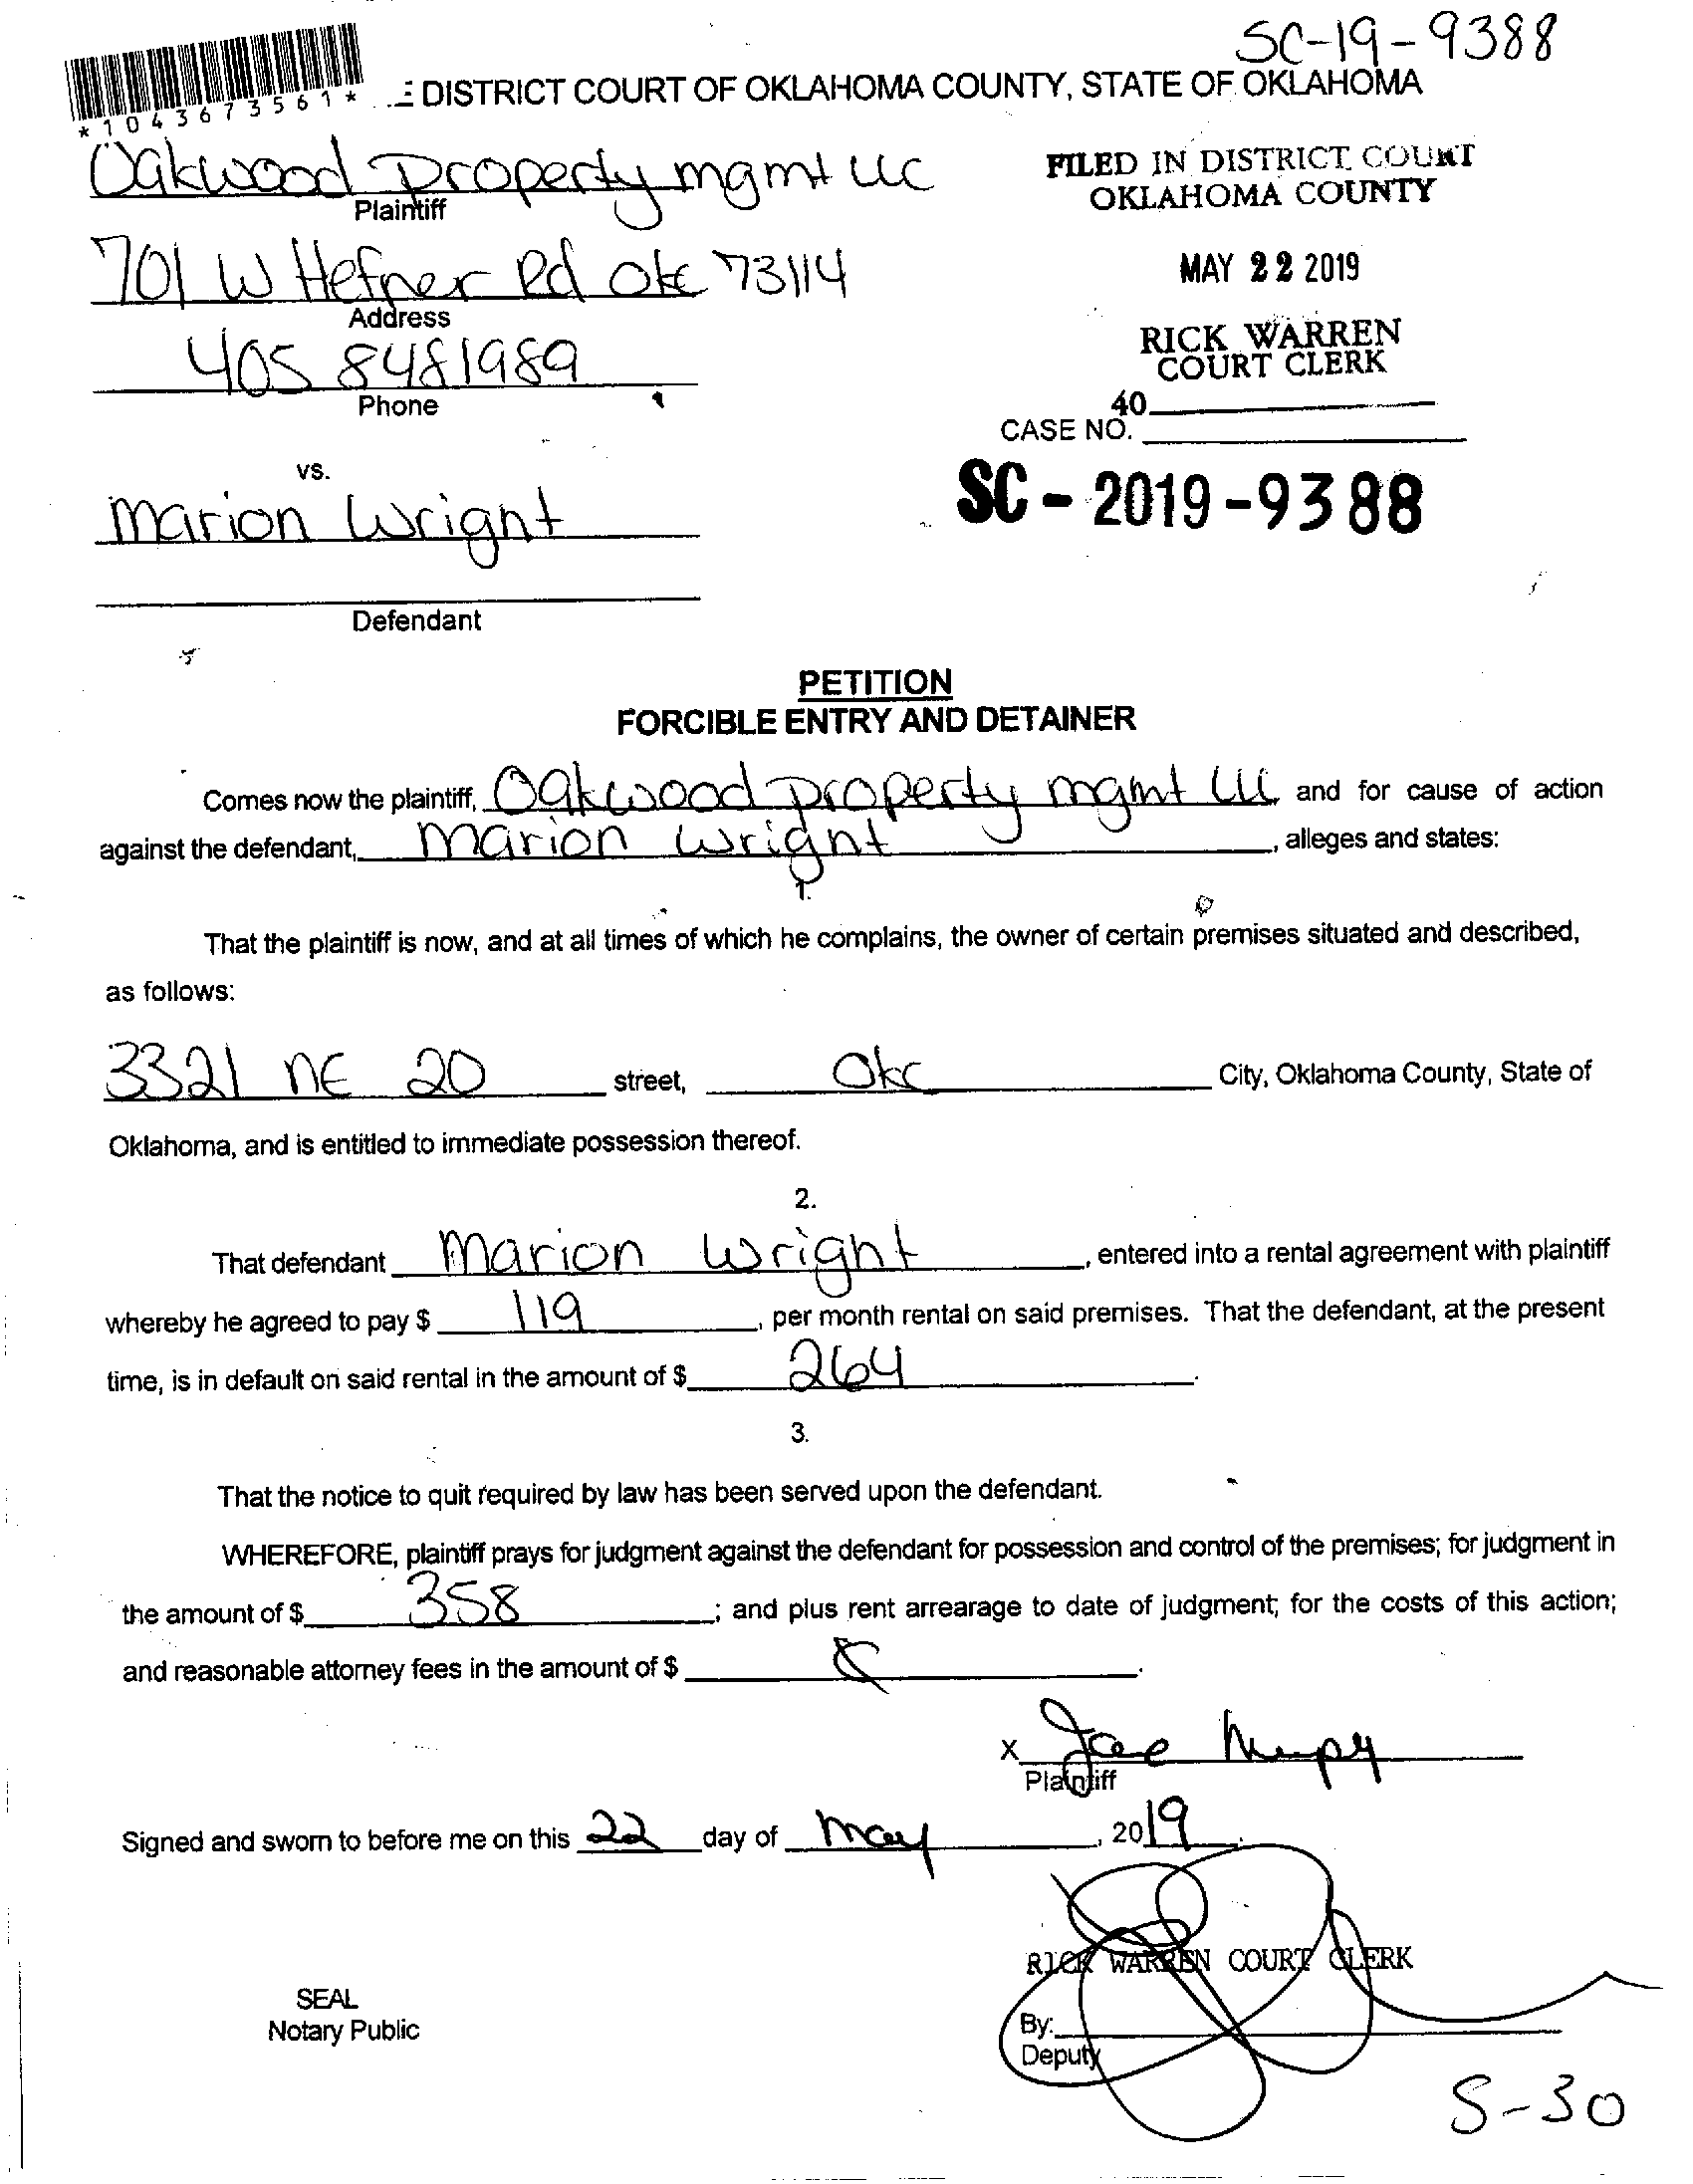 SC-19-9388
*1043673561*
E DISTRICT COURT OF OKLAHOMA COUNTY, STATE OF OKLAHOMA
Oakwood Property mgmt LLC
Plaintiff
FILED IN DISTRICT COURT
OKLAHOMA COUNTY
701 W Hefner Rd Okc 73114
Address
MAY 22 2019
405 8481989
Phone
RICK WARREN
COURT CLERK
40
CASE NO.
vs.
SC-2019-9388
Marion Wright
Defendant
PETITION
FORCIBLE ENTRY AND DETAINER
Comes now the plaintiff, Oakwood property mgmt LLC and for cause of action
against the defendant, Marion Wright, alleges and states:
1.
That the plaintiff is now, and at all times of which he complains, the owner of certain premises situated and described,
as follows:
3321 NE 20 street, Okc City, Oklahoma County, State of
Oklahoma, and is entitled to immediate possession thereof.
2.
That defendant Marion Wright, entered into a rental agreement with plaintiff
whereby he agreed to pay $ 119, per month rental on said premises. That the defendant, at the present
time, is in default on said rental in the amount of $ 264.
3.
That the notice to quit required by law has been served upon the defendant.
WHEREFORE, plaintiff prays for judgment against the defendant for possession and control of the premises; for judgment in
the amount of $ 358; and plus rent arrearage to date of judgment; for the costs of this action;
and reasonable attorney fees in the amount of $ .
X
Plaintiff
Signed and sworn to before me on this 22 day of May, 2019.
RICK WARREN COURT CLERK
SEAL
Notary Public
By:
Deputy
5-30